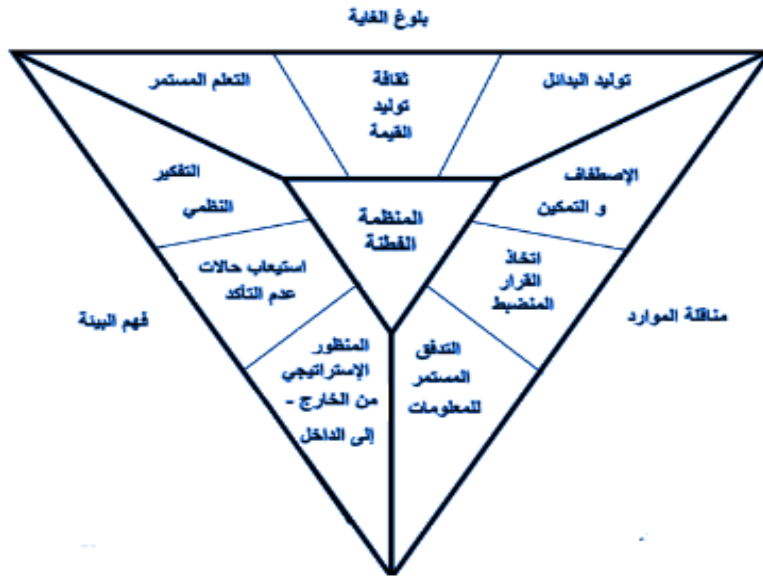 بلوغ الغاية
توليد البدائل
ثقافة
توليد
القيمة
التعلم المستمر
الإصطفاف
و التمكين
اتخاذ
القرار
المنضبط
التدفق
المستمر
للمعلومات
مناقلة الموارد
المنظمة
الفطنة
التفكير
النظمي
استيعاب حالات
عدم التأكد
المنظور
الإستراتيجي
من الخارج -
إلى الداخل
فهم البيئة